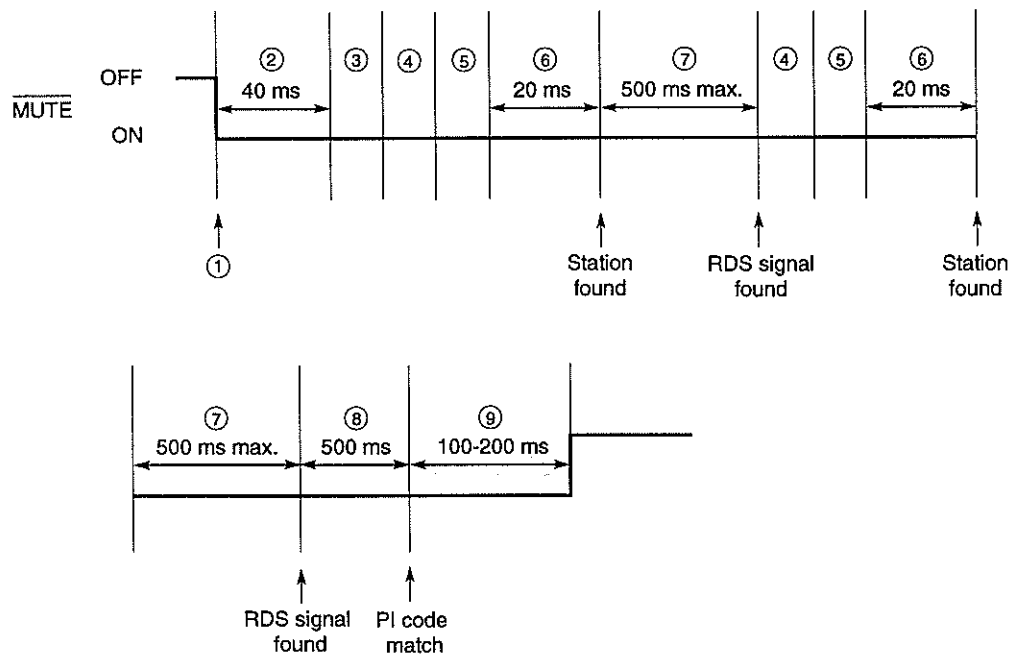 ② ③ ④ ⑤ ⑥ ⑦ ④ ⑤ ⑥
OFF 40 ms 20 ms 500 ms max. 20 ms
MUTE
ON
①
Station found
RDS signal found
Station found
⑦ ⑧ ⑨
500 ms max. 500 ms 100-200 ms
RDS signal found
PI code match